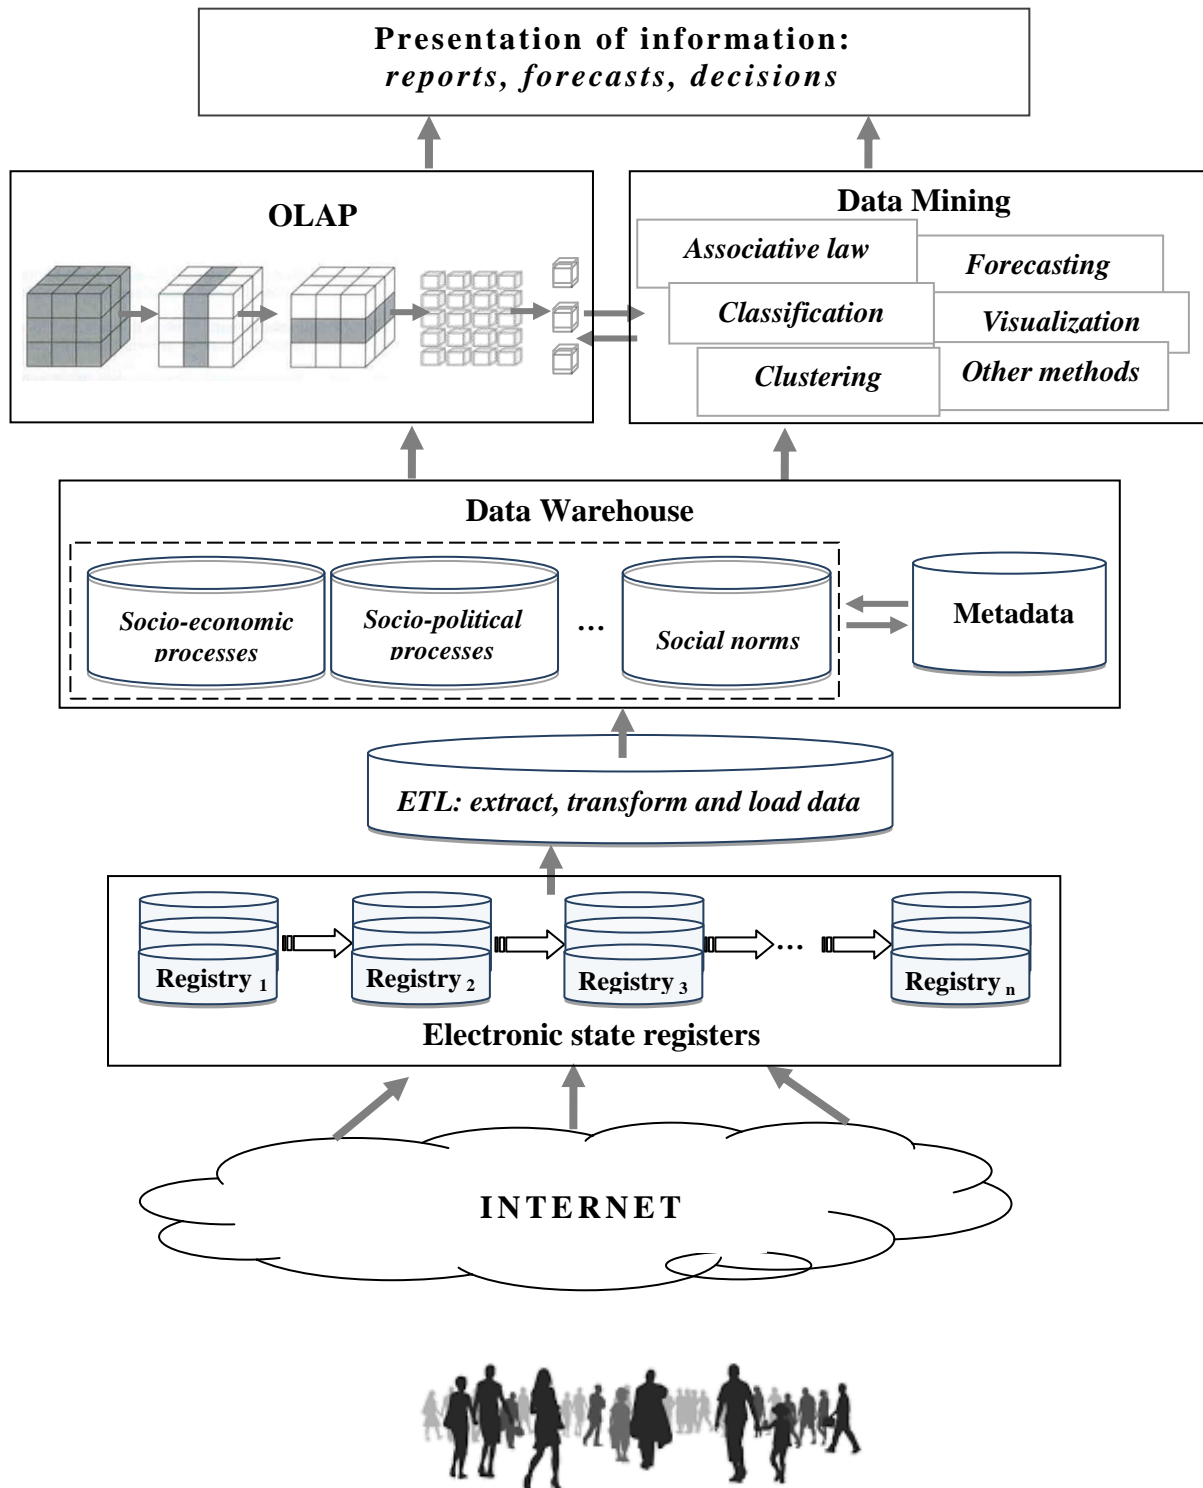 Presentation of information:
reports, forecasts, decisions
OLAP
Data Mining
Associative law
Forecasting
Classification
Visualization
Clustering
Other methods
Data Warehouse
Socio-economic
processes
Socio-political
processes
...
Social norms
Metadata
ETL: extract, transform and load data
Registry 1
Registry 2
Registry 3
...
Registry n
Electronic state registers
INTERNET